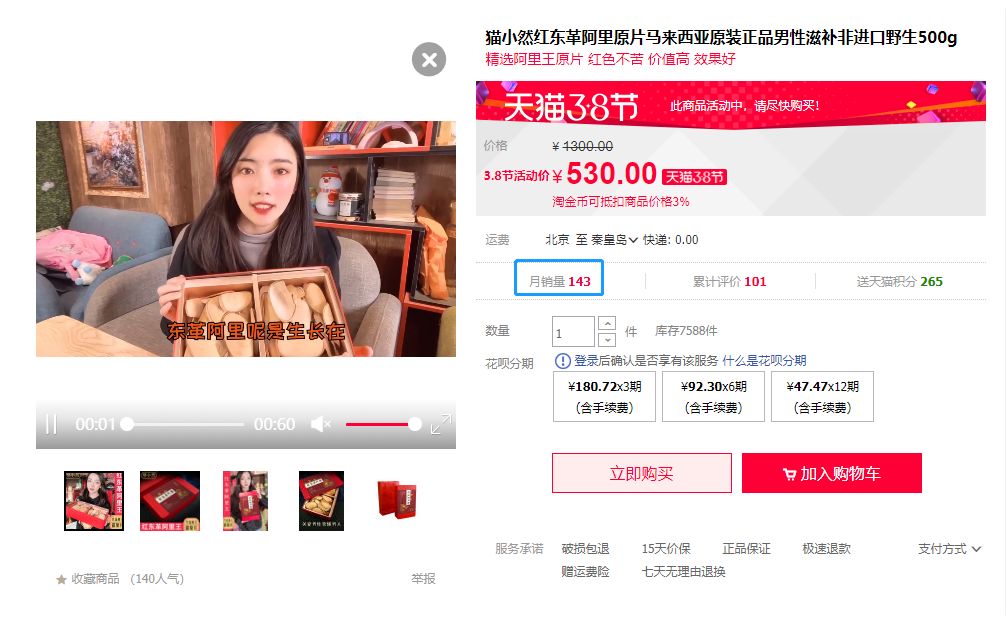 猫小然红东革阿里原片马来西亚原装正品男性滋补非进口野生500g
精选阿里王原片 红色不苦 价值高 效果好
天猫3.8节 此商品活动中，请尽快购买!
价格 ¥1300.00
3.8节活动价 ¥530.00 天猫3.8节
淘金币可抵扣商品价格3%
运费 北京 至 秦皇岛 快递: 0.00
月销量 143 累计评价 101 送天猫积分 265
数量 1 件 库存7588件
花呗分期 登录后确认是否享有该服务 什么是花呗分期
¥180.72x3期 ¥92.30x6期 ¥47.47x12期
(含手续费) (含手续费) (含手续费)
立即购买 加入购物车
服务承诺 破损包退 15天价保 正品保证 极速退款 支付方式
赠运费险 七天无理由退换
东革阿里呢是生长在
00:01 00:60
红东革阿里王
红东革阿里王
收藏商品 (140人气) 举报